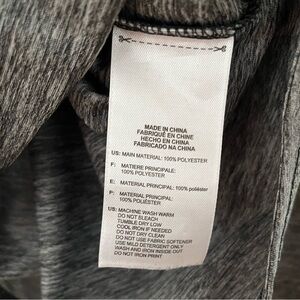 MADE IN CHINA
FABRIQUÉ EN CHINE
HECHO EN CHINA
FABRICADO NA CHINA
US: MAIN MATERIAL: 100% POLYESTER
F: MATIERE PRINCIPALE:
100% POLYESTER
E: MATERIAL PRINCIPAL: 100% poliéster
P: MATERIAL PRINCIPAL:
100% POLIÉSTER
US: MACHINE WASH WARM
DO NOT BLEACH
TUMBLE DRY LOW
COOL IRON IF NEEDED
DO NOT DRY CLEAN
DO NOT USE FABRIC SOFTENER
USE MILD DETERGENT ONLY
WASH AND IRON INSIDE OUT
DO NOT IRON PRINT